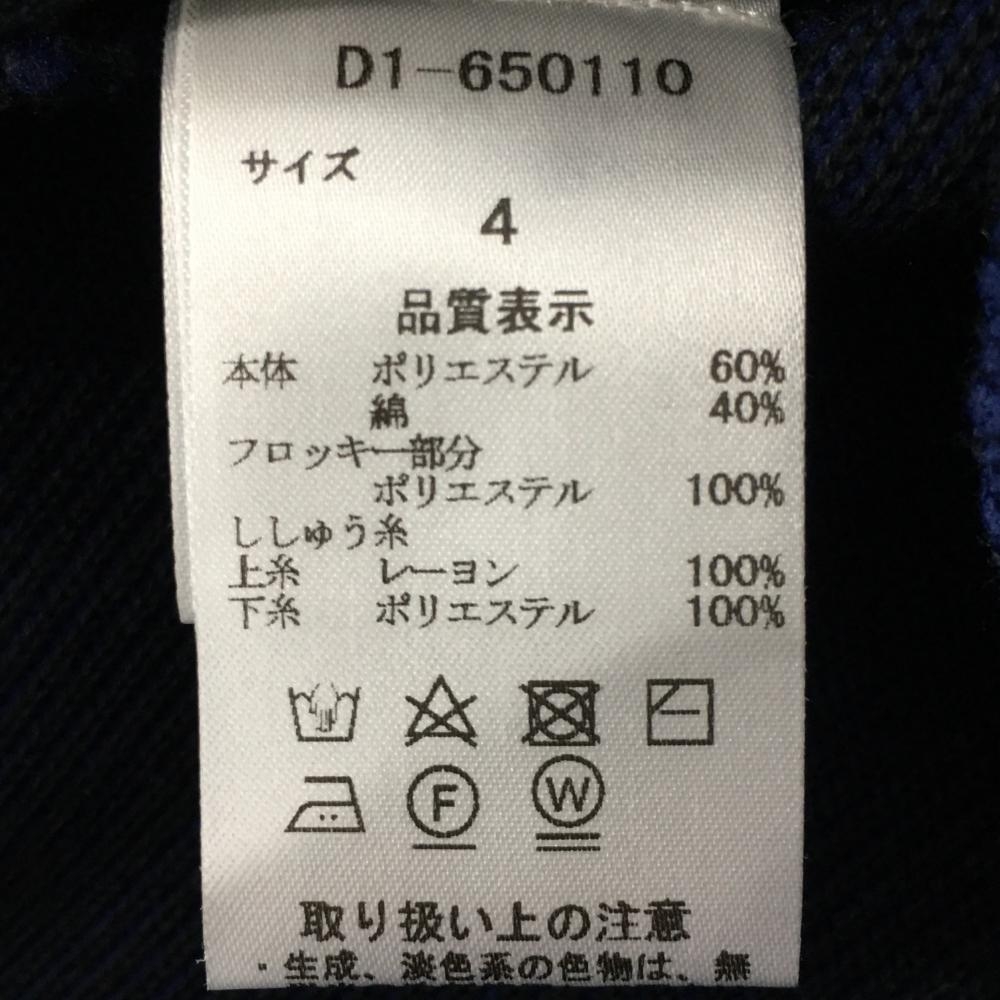 D1-650110
サイズ
4
品質表示
本体 ポリエステル 60%
綿 40%
フロッキー部分
ポリエステル 100%
ししゅう糸
上糸 レーヨン 100%
下糸 ポリエステル 100%
F W
取り扱い上の注意
・生成、淡色系の色物は、無